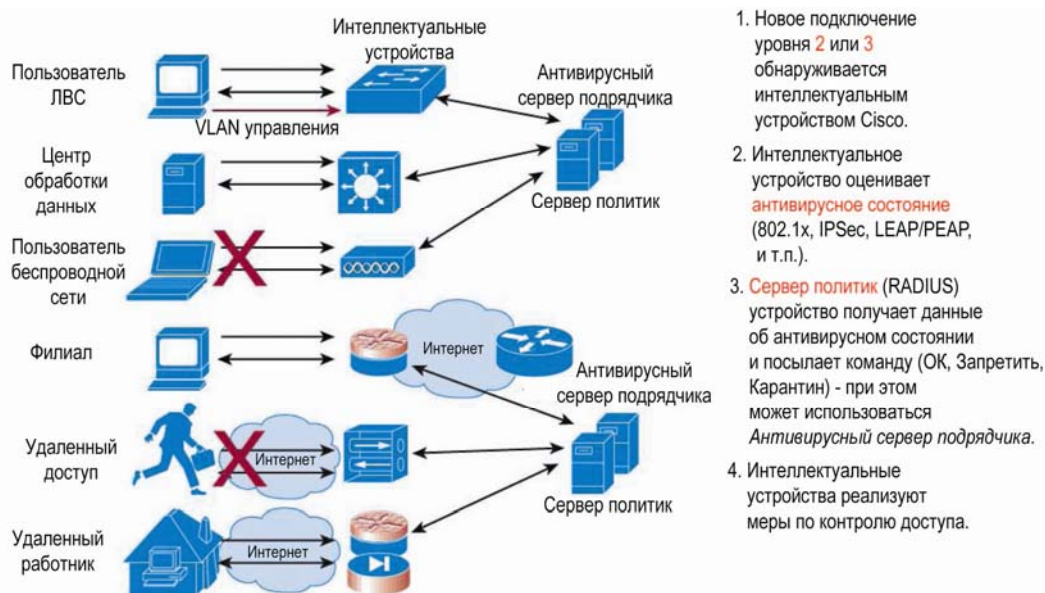 Интеллектуальные
устройства
Пользователь
ЛВС
Антивирусный
сервер подрядчика
VLAN управления
Центр
обработки
данных
Сервер политик
Пользователь
беспроводной
сети
Филиал
Интернет
Антивирусный
сервер подрядчика
Удаленный
доступ
Интернет
Сервер политик
Удаленный
работник
Интернет
1. Новое подключение
уровня 2 или 3
обнаруживается
интеллектуальным
устройством Cisco.
2. Интеллектуальное
устройство оценивает
антивирусное состояние
(802.1x, IPSec, LEAP/PEAP,
и т.п.).
3. Сервер политик (RADIUS)
устройство получает данные
об антивирусном состоянии
и посылает команду (ОК, Запретить,
Карантин) - при этом
может использоваться
Антивирусный сервер подрядчика.
4. Интеллектуальные
устройства реализуют
меры по контролю доступа.